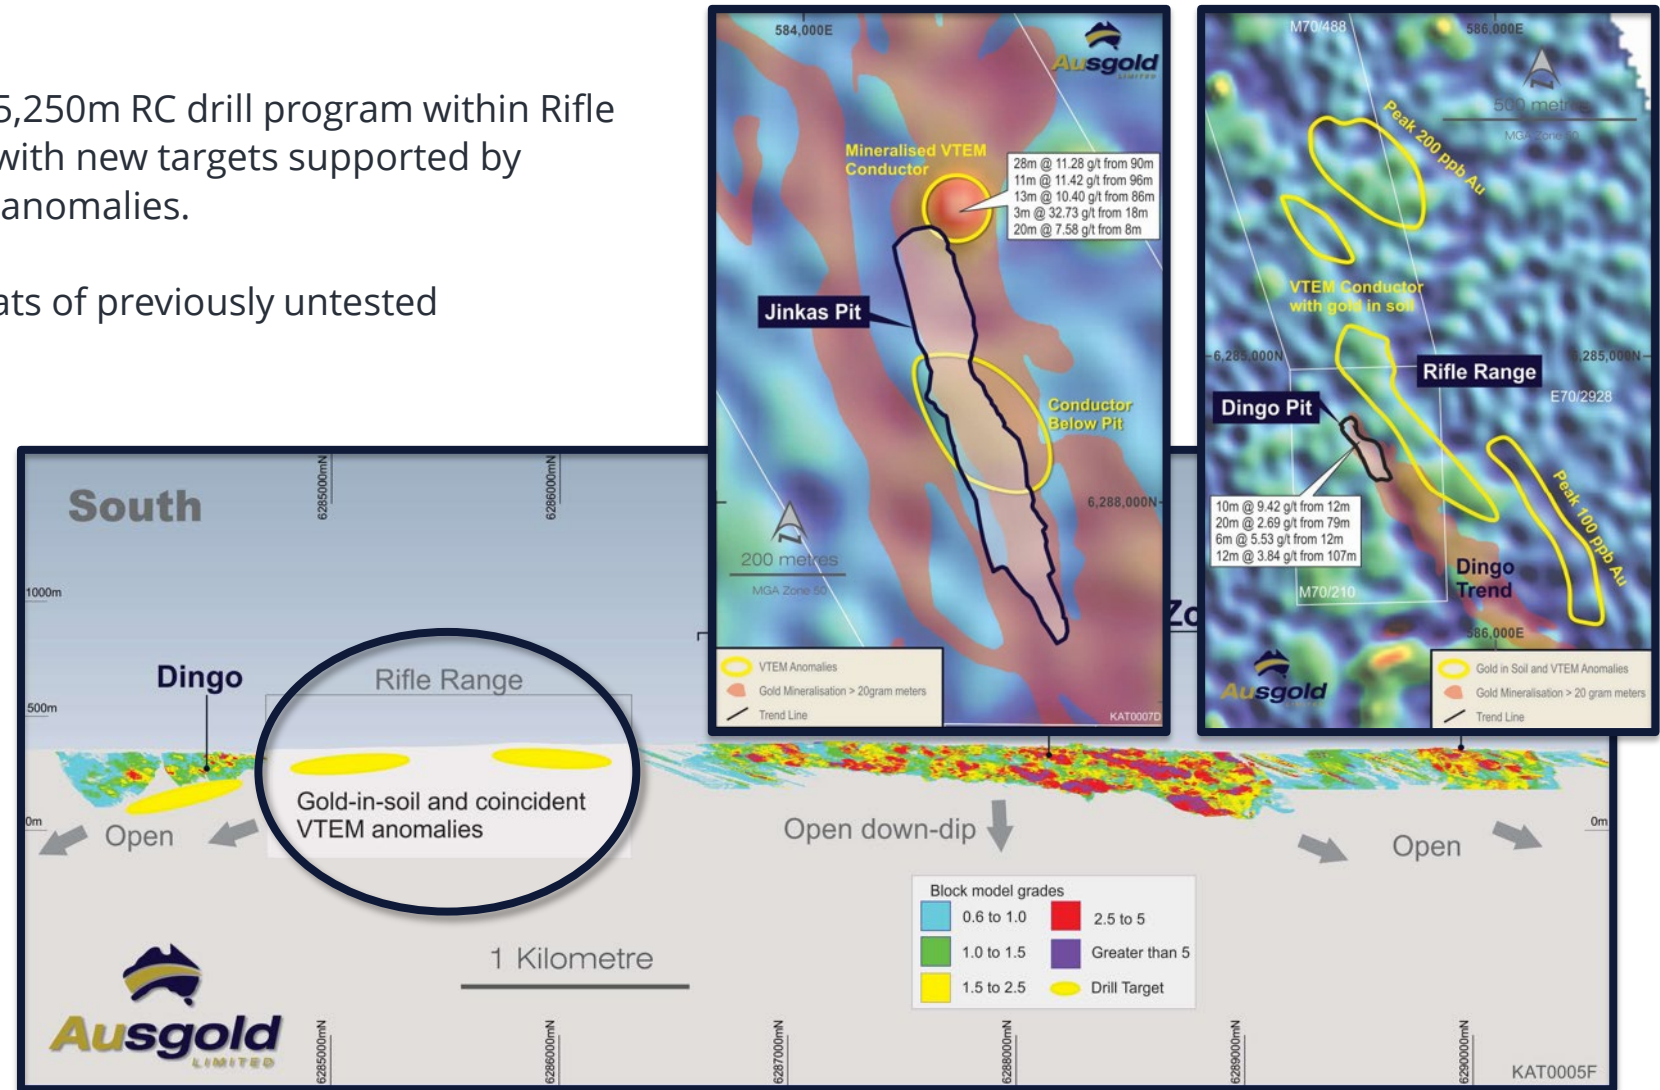 5,250m RC drill program within Rifle
with new targets supported by
anomalies.
ats of previously untested
584,000E
Ausgold
LIMITED
Mineralised VTEM
Conductor
28m @ 11.28 g/t from 90m
11m @ 11.42 g/t from 96m
13m @ 10.40 g/t from 86m
3m @ 32.73 g/t from 18m
20m @ 7.58 g/t from 8m
Jinkas Pit
Conductor
Below Pit
6,288,000N
200 metres
MGA Zone 50
VTEM Anomalies
Gold Mineralisation > 20gram meters
Trend Line
KAT0007D
M70/488
586,000E
500 metres
MGA Zone 50
Peak 200 ppb Au
VTEM Conductor
with gold in soil
6,285,000N
6,285,000N
Rifle Range
E70/2928
Dingo Pit
10m @ 9.42 g/t from 12m
20m @ 2.69 g/t from 79m
6m @ 5.53 g/t from 12m
12m @ 3.84 g/t from 107m
Peak 100 ppb Au
Dingo
Trend
M70/210
586,000E
Ausgold
LIMITED
Gold in Soil and VTEM Anomalies
Gold Mineralisation > 20 gram meters
Trend Line
South
6285000mN
6286000mN
1000m
Zo
Dingo
Rifle Range
500m
Gold-in-soil and coincident
VTEM anomalies
0m
Open
Open down-dip
Open
0m
Block model grades
0.6 to 1.0
2.5 to 5
1.0 to 1.5
Greater than 5
1.5 to 2.5
Drill Target
1 Kilometre
Ausgold
LIMITED
6285000mN
6286000mN
6287000mN
6288000mN
6289000mN
6290000mN
KAT0005F